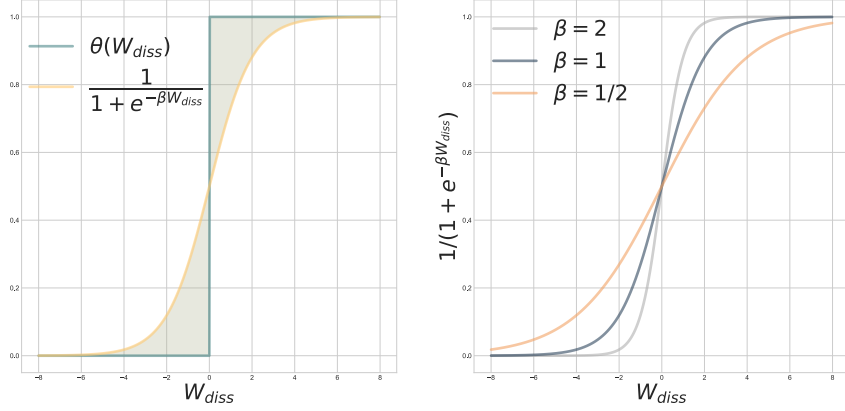 θ(W_diss)
1
1 + e^−βW_diss
1.0
0.8
0.6
0.4
0.2
0.0
−8 −6 −4 −2 0 2 4 6 8
W_diss
β = 2
β = 1
β = 1/2
1/(1 + e^−βW_diss)
1.0
0.8
0.6
0.4
0.2
0.0
−8 −6 −4 −2 0 2 4 6 8
W_diss